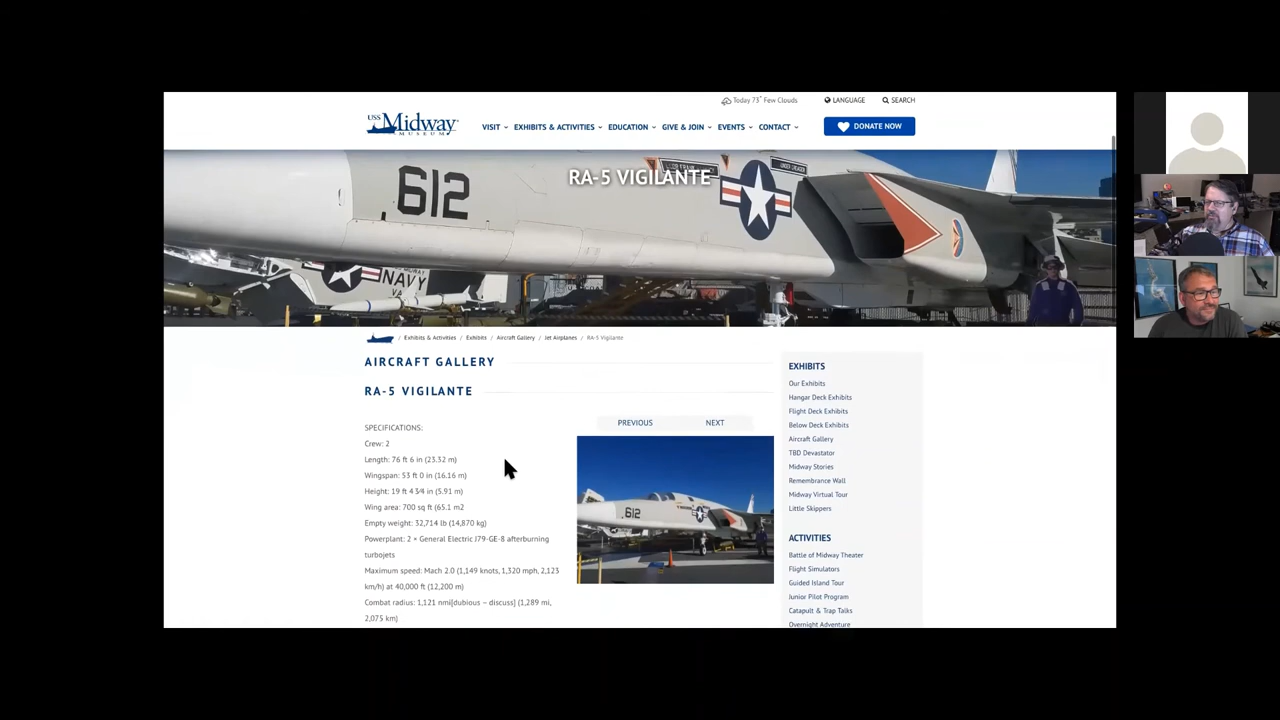 Today 73° Few Clouds
LANGUAGE
SEARCH
USS Midway MUSEUM
VISIT
EXHIBITS & ACTIVITIES
EDUCATION
GIVE & JOIN
EVENTS
CONTACT
DONATE NOW
612
RA-5 VIGILANTE
NAVY
/ Exhibits & Activities / Exhibits / Aircraft Gallery / Jet Airplanes / RA-5 Vigilante
AIRCRAFT GALLERY
RA-5 VIGILANTE
SPECIFICATIONS:
Crew: 2
Length: 76 ft 6 in (23.32 m)
Wingspan: 53 ft 0 in (16.16 m)
Height: 19 ft 4 3⁄4 in (5.91 m)
Wing area: 700 sq ft (65.1 m2
Empty weight: 32,714 lb (14,870 kg)
Powerplant: 2 × General Electric J79-GE-8 afterburning
turbojets
Maximum speed: Mach 2.0 (1,149 knots, 1,320 mph, 2,123
km/h) at 40,000 ft (12,200 m)
Combat radius: 1,121 nmi[dubious – discuss] (1,289 mi,
2,075 km)
PREVIOUS
NEXT
612
EXHIBITS
Our Exhibits
Hangar Deck Exhibits
Flight Deck Exhibits
Below Deck Exhibits
Aircraft Gallery
TBD Devastator
Midway Stories
Remembrance Wall
Midway Virtual Tour
Little Skippers
ACTIVITIES
Battle of Midway Theater
Flight Simulators
Guided Island Tour
Junior Pilot Program
Catapult & Trap Talks
Overnight Adventure